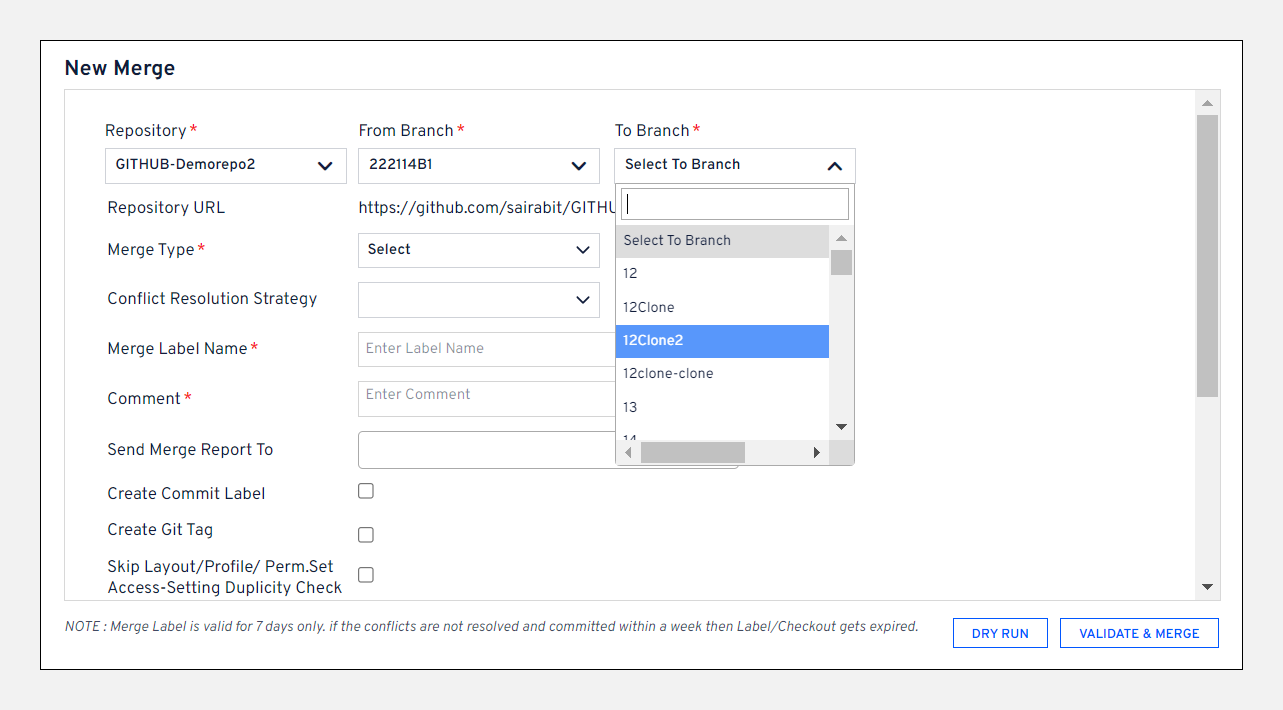 New Merge
Repository * From Branch * To Branch *
GITHUB-Demorepo2 222114B1 Select To Branch
Repository URL https://github.com/sairabit/GITHU
Select To Branch
Merge Type * Select
12
12Clone
Conflict Resolution Strategy
12Clone2
Merge Label Name * Enter Label Name
12clone-clone
Comment * Enter Comment
13
14
Send Merge Report To
Create Commit Label
Create Git Tag
Skip Layout/Profile/ Perm.Set
Access-Setting Duplicity Check
NOTE : Merge Label is valid for 7 days only. if the conflicts are not resolved and committed within a week then Label/Checkout gets expired.
DRY RUN VALIDATE & MERGE